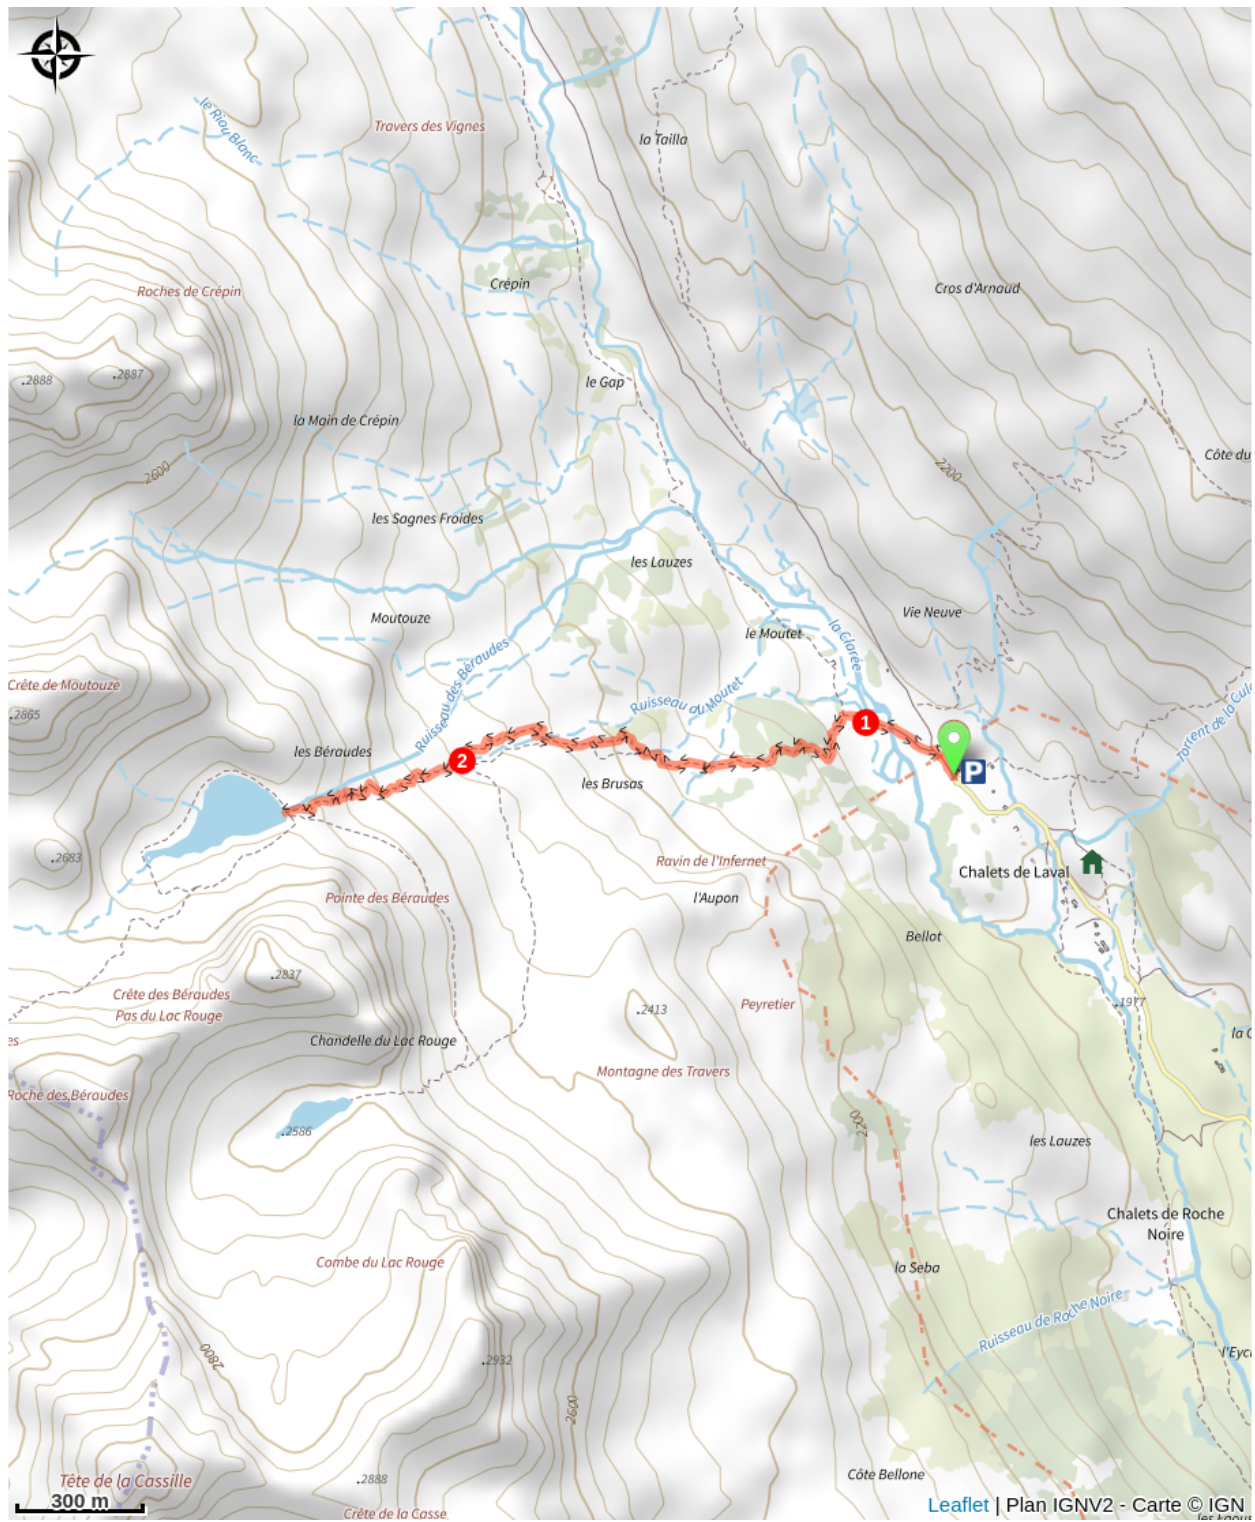 le Riou Blanc
Travers des Vignes
la Tailla
Roches de Crépin
Crépin
Cros d'Arnaud
.2888
.2887
le Gap
la Main de Crépin
2600
2200
Côte du
les Sagnes Froides
les Lauzes
Moutouze
le Moutet
la Clarée
Vie Neuve
Ruisseau des Béraudes
Crête de Moutouze
Ruisseau du Moutet
.2865
les Béraudes
1
2
P
Torrent de la Cula
les Brusas
.2683
Ravin de l'Infernet
Chalets de Laval
Pointe des Béraudes
l'Aupon
Bellot
.2837
Crête des Béraudes
Pas du Lac Rouge
Peyretier
.2413
.1977
es
Chandelle du Lac Rouge
la C
Montagne des Travers
Roche des Béraudes
.2586
2200
les Lauzes
Chalets de Roche
Noire
Combe du Lac Rouge
la Seba
Ruisseau de Roche Noire
2800
.2932
l'Eyc
2600
Tête de la Cassille
.2888
Côte Bellone
300 m
Crête de la Casse
Leaflet | Plan IGNV2 - Carte © IGN